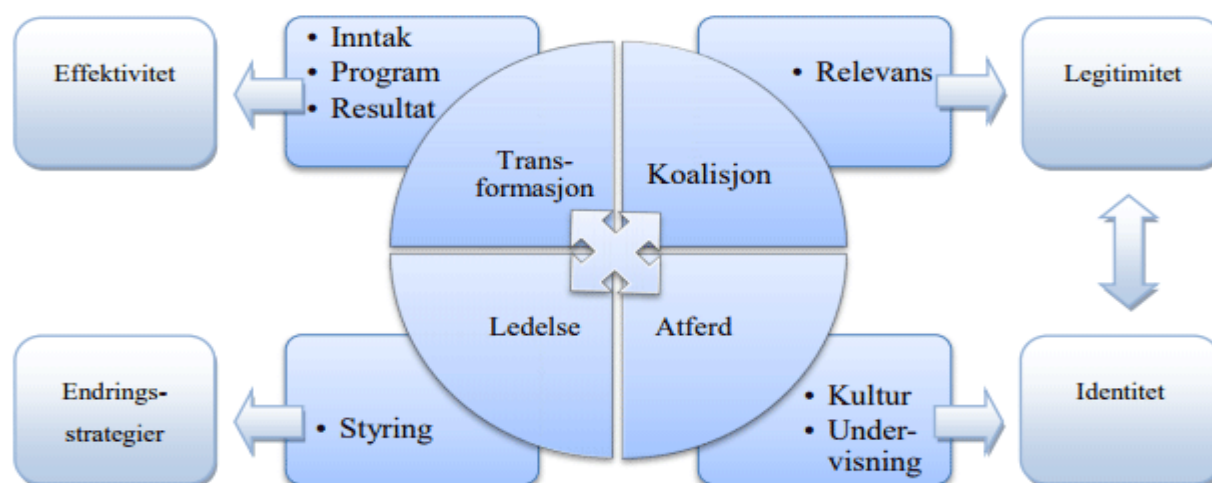 Effektivitet
• Inntak
• Program
• Resultat
Trans-
formasjon
Koalisjon
• Relevans
Legitimitet
Endrings-
strategier
• Styring
Ledelse
Atferd
• Kultur
• Under-
visning
Identitet